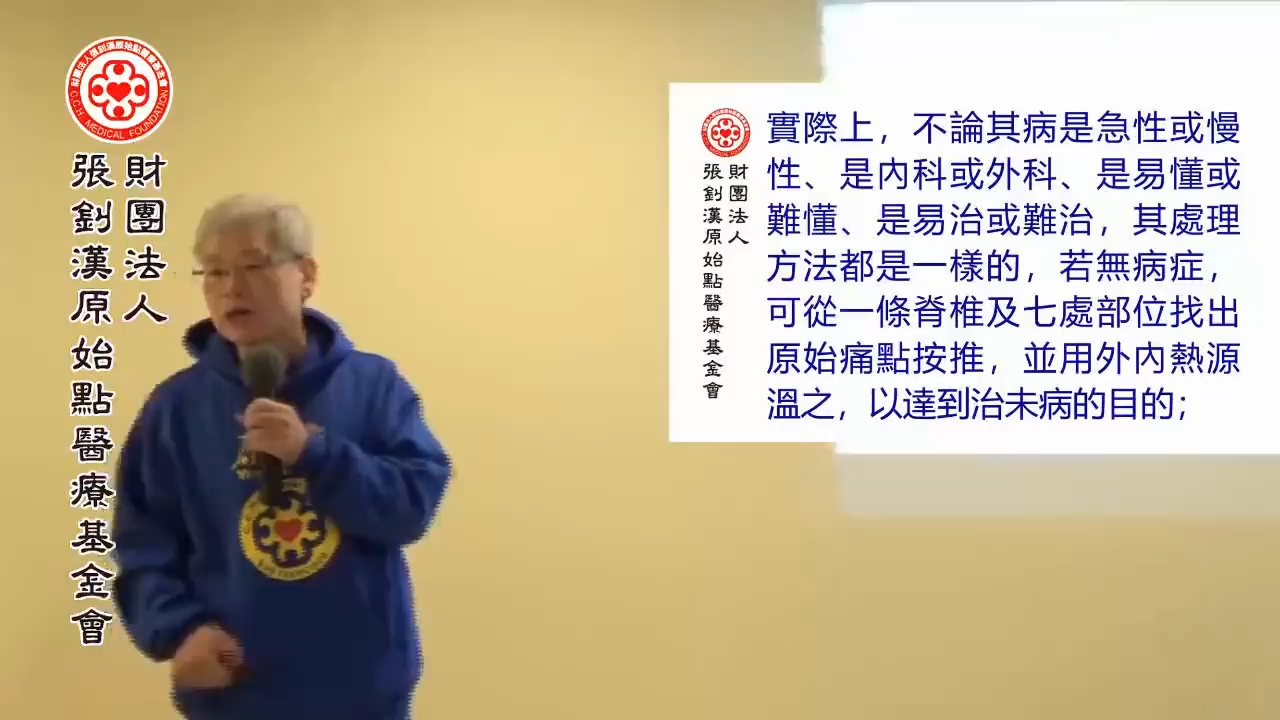 C.C.H. MEDICAL FOUNDATION
財團法人
張釗漢原始點醫療基金會
財團法人
張釗漢原始點醫療基金會
實際上，不論其病是急性或慢
性、是內科或外科、是易懂或
難懂、是易治或難治，其處理
方法都是一樣的，若無病症，
可從一條脊椎及七處部位找出
原始痛點按推，並用外內熱源
溫之，以達到治未病的目的；